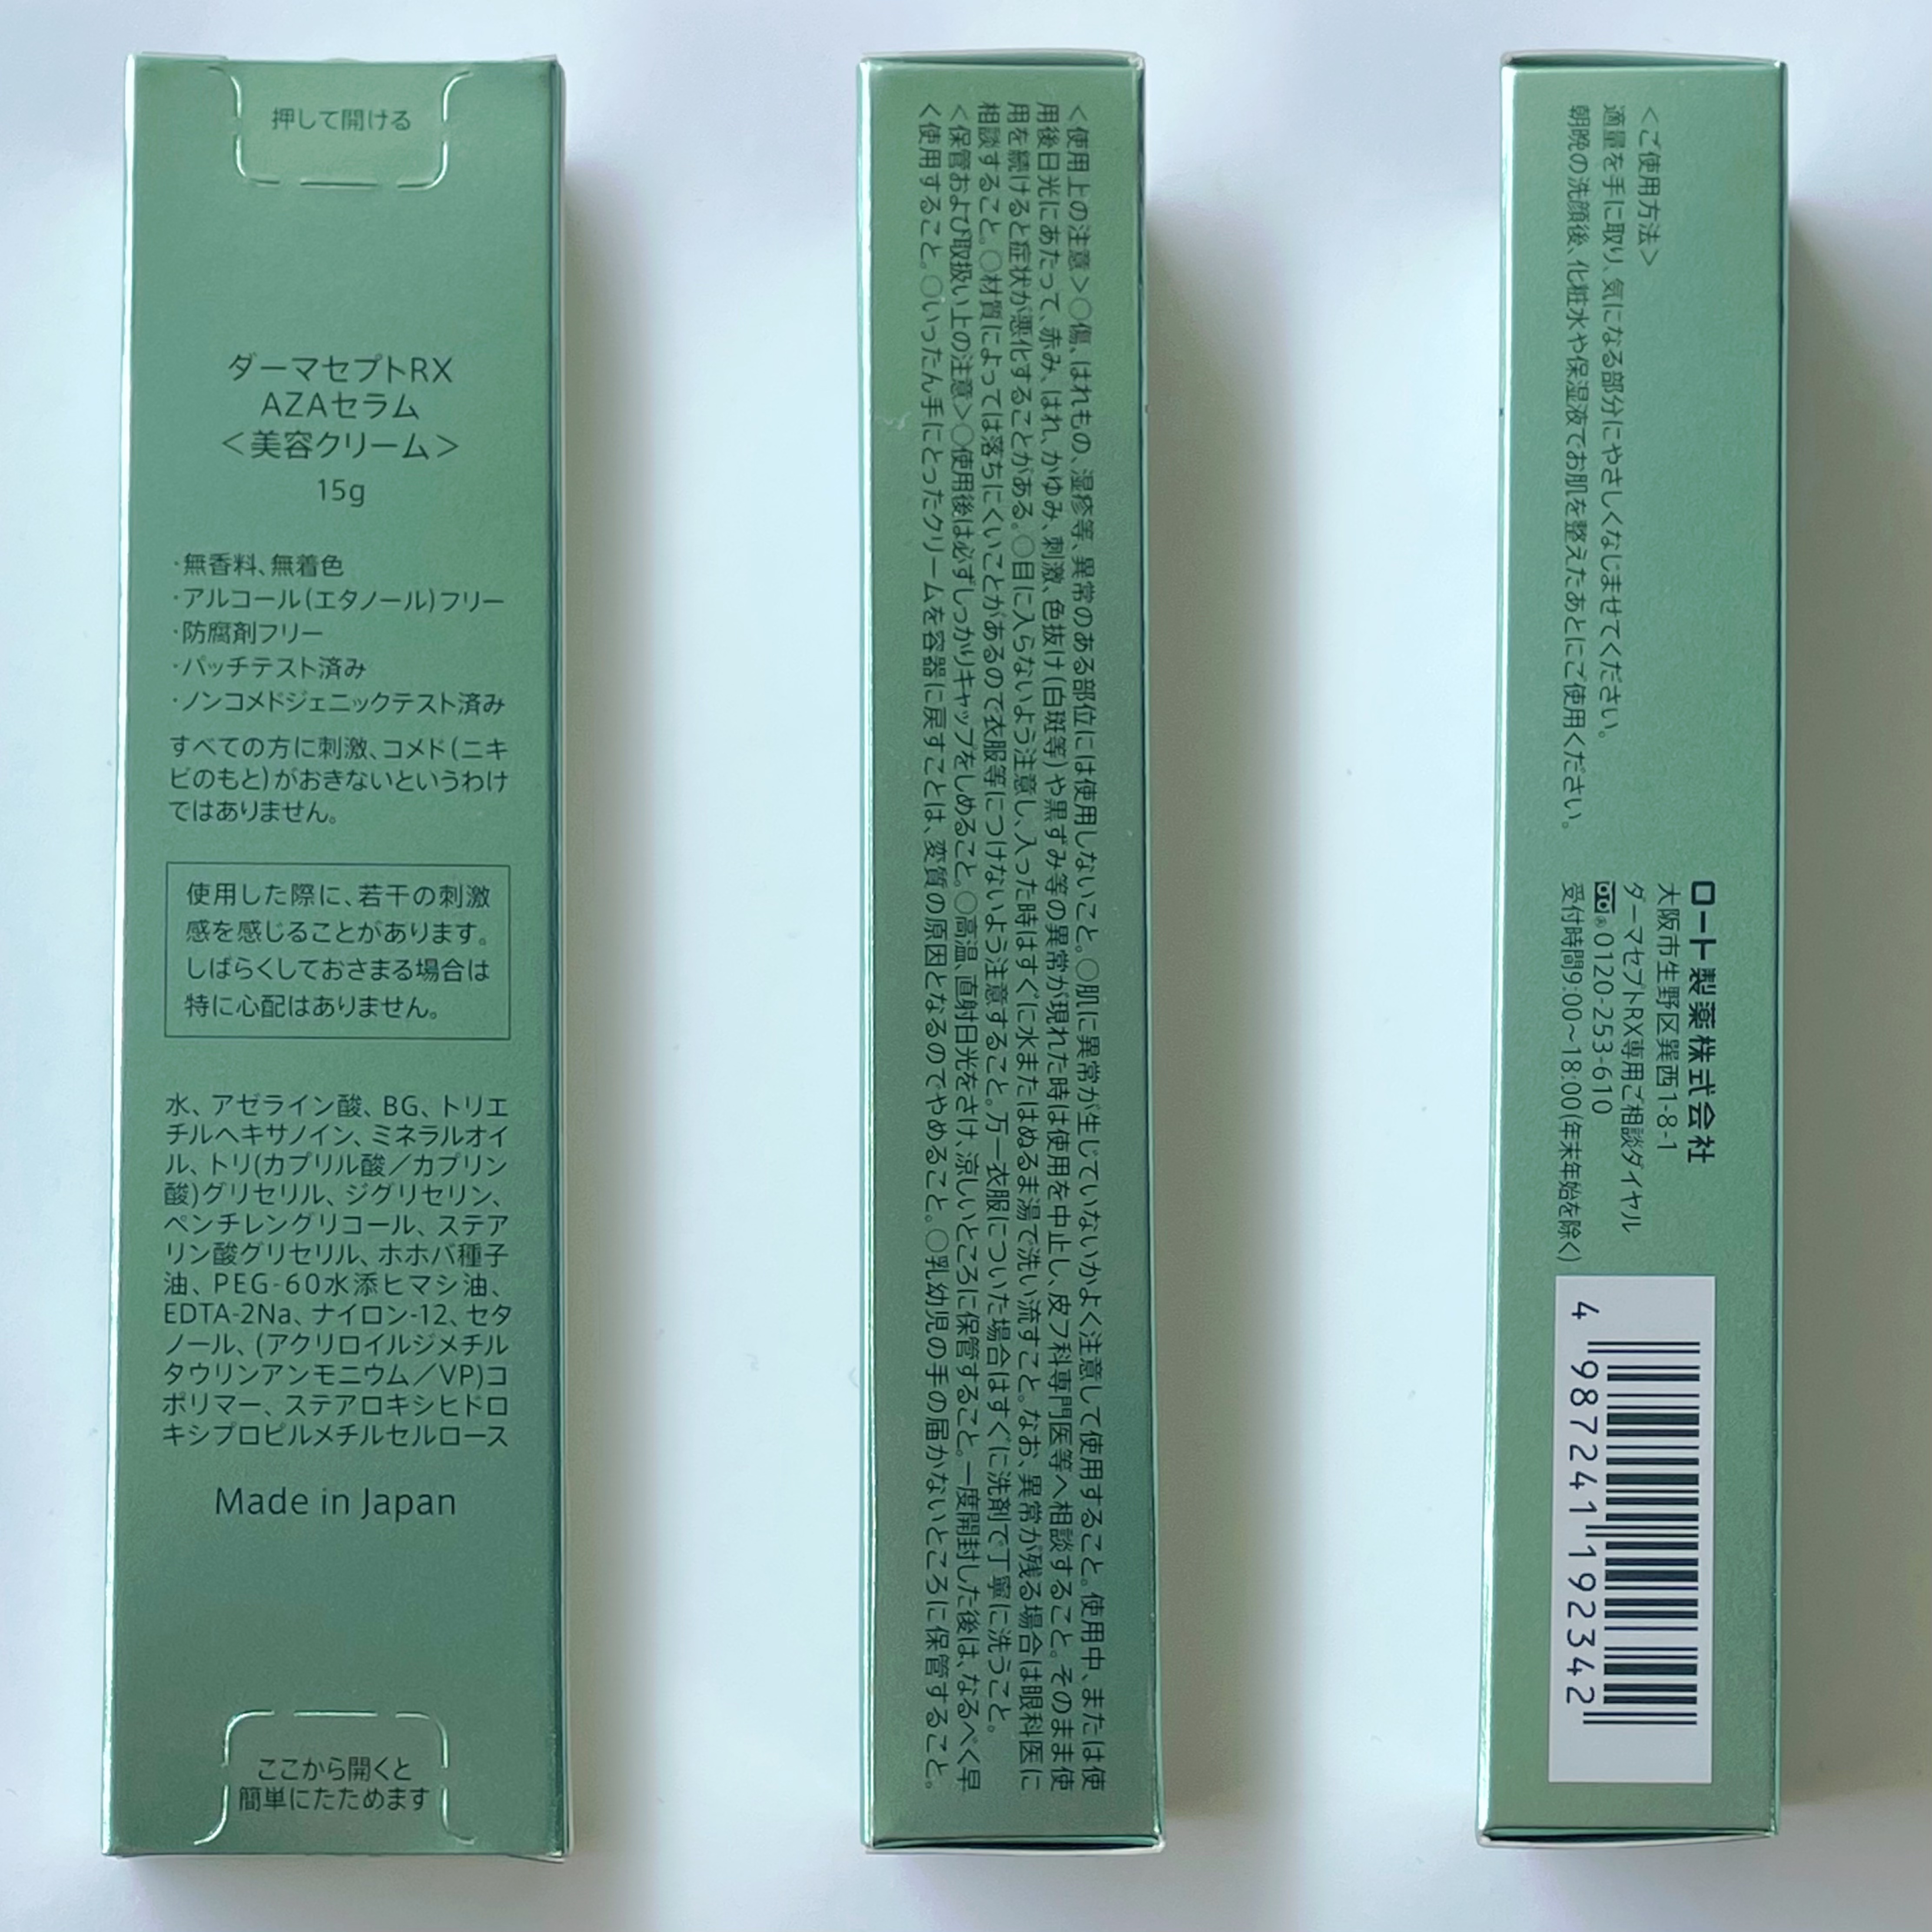 押して開ける
ダーマセプトRX
AZAセラム
＜美容クリーム＞
15g
・無香料、無着色
・アルコール(エタノール)フリー
・防腐剤フリー
・パッチテスト済み
・ノンコメドジェニックテスト済み
すべての方に刺激、コメド(ニキ
ビのもと)がおきないというわけ
ではありません。
使用した際に、若干の刺激
感を感じることがあります。
しばらくしておさまる場合は
特に心配はありません。
水、アゼライン酸、BG、トリエ
チルヘキサノイン、ミネラルオイ
ル、トリ(カプリル酸／カプリン
酸)グリセリル、ジグリセリン、
ペンチレングリコール、ステア
リン酸グリセリル、ホホバ種子
油、PEG-60水添ヒマシ油、
EDTA-2Na、ナイロン-12、セタ
ノール、(アクリロイルジメチル
タウリンアンモニウム／VP)コ
ポリマー、ステアロキシヒドロ
キシプロピルメチルセルロース
Made in Japan
ここから開くと
簡単にたためます
＜使用上の注意＞○傷、はれもの、湿疹等、異常のある部位には使用しないこと。○肌に異常が生じていないかよく注意して使用すること。使用中、または使
用後日光にあたって、赤み、はれ、かゆみ、刺激、色抜け(白斑等)や黒ずみ等の異常が現れた時は使用を中止し、皮フ科専門医等へ相談すること。そのまま使
用を続けると症状が悪化することがある。○目に入らないよう注意し、入った時はすぐに水またはぬるま湯で洗い流すこと。なお、異常が残る場合は眼科医に
相談すること。○材質によっては落ちにくいことがあるので衣服等につけないよう注意すること。万一衣服についた場合はすぐに洗剤で丁寧に洗うこと。
＜保管および取扱い上の注意＞○使用後は必ずしっかりキャップをしめること。○高温、直射日光をさけ、涼しいところに保管すること。一度開封した後は、なるべく早
く使用すること。○いったん手にとったクリームを容器に戻すことは、変質の原因となるのでやめること。○乳幼児の手の届かないところに保管すること。
＜ご使用方法＞
適量を手に取り、気になる部分にやさしくなじませてください。
朝晩の洗顔後、化粧水や保湿液でお肌を整えたあとにご使用ください。
ロート製薬株式会社
大阪市生野区巽西1-8-1
ダーマセプトRX専用ご相談ダイヤル
®0120-253-610
受付時間9:00~18:00(年末年始を除く)
4 987241 192342